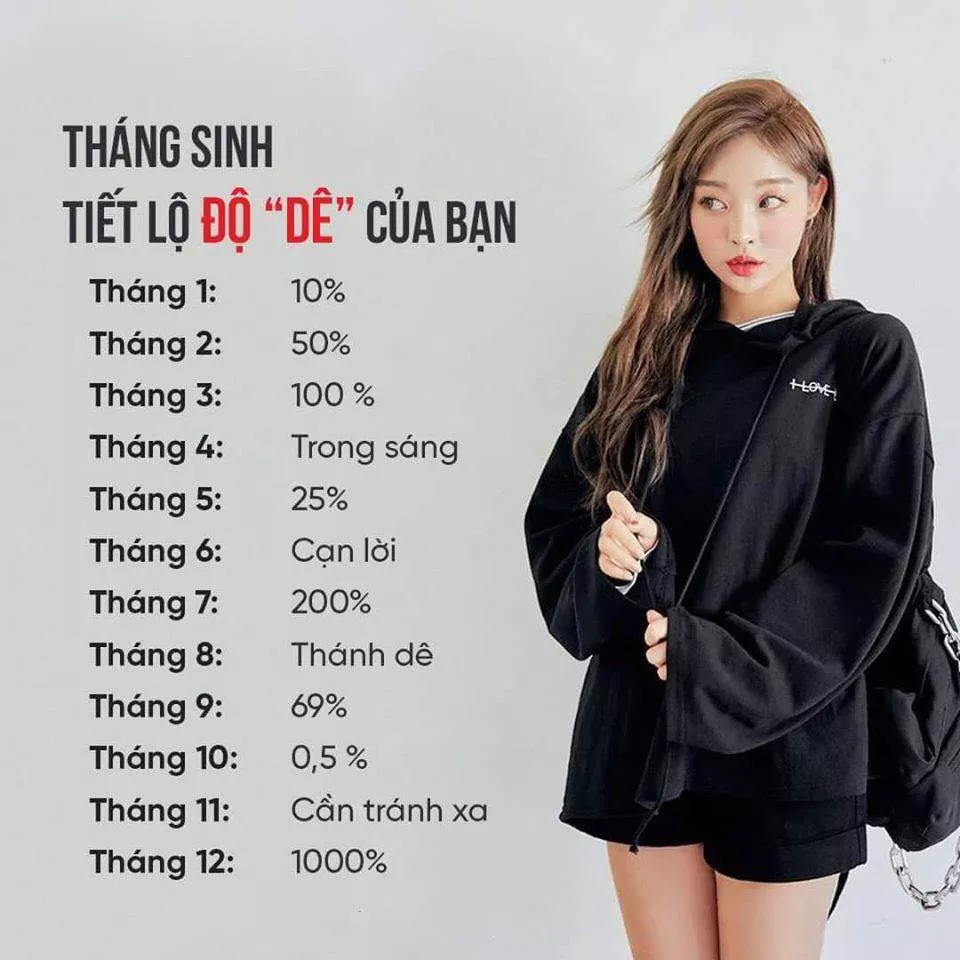 THÁNG SINH
TIẾT LỘ ĐỘ “DÊ” CỦA BẠN
Tháng 1: 10%
Tháng 2: 50%
Tháng 3: 100 %
Tháng 4: Trong sáng
Tháng 5: 25%
Tháng 6: Cạn lời
Tháng 7: 200%
Tháng 8: Thánh dê
Tháng 9: 69%
Tháng 10: 0,5 %
Tháng 11: Cần tránh xa
Tháng 12: 1000%
I LOVE